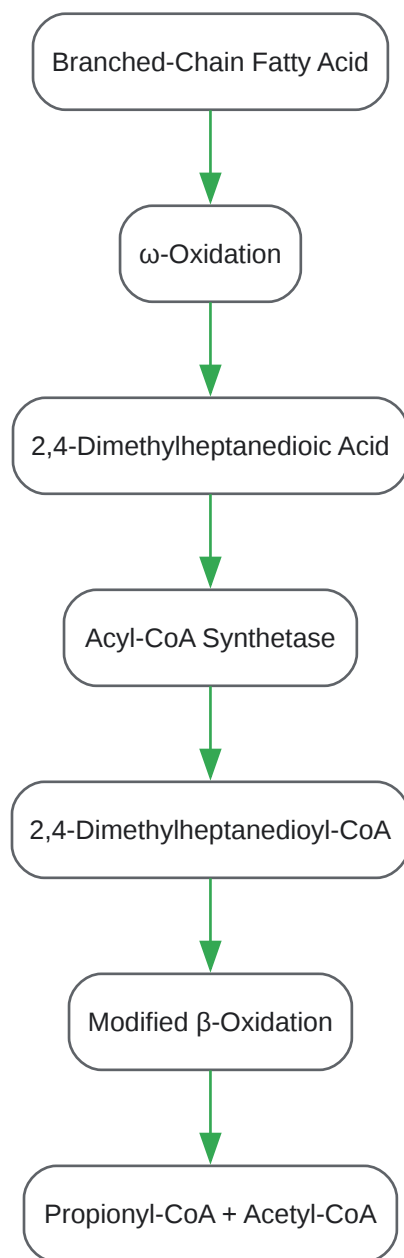 Branched-Chain Fatty Acid
ω-Oxidation
2,4-Dimethylheptanedioic Acid
Acyl-CoA Synthetase
2,4-Dimethylheptanedioyl-CoA
Modified β-Oxidation
Propionyl-CoA + Acetyl-CoA